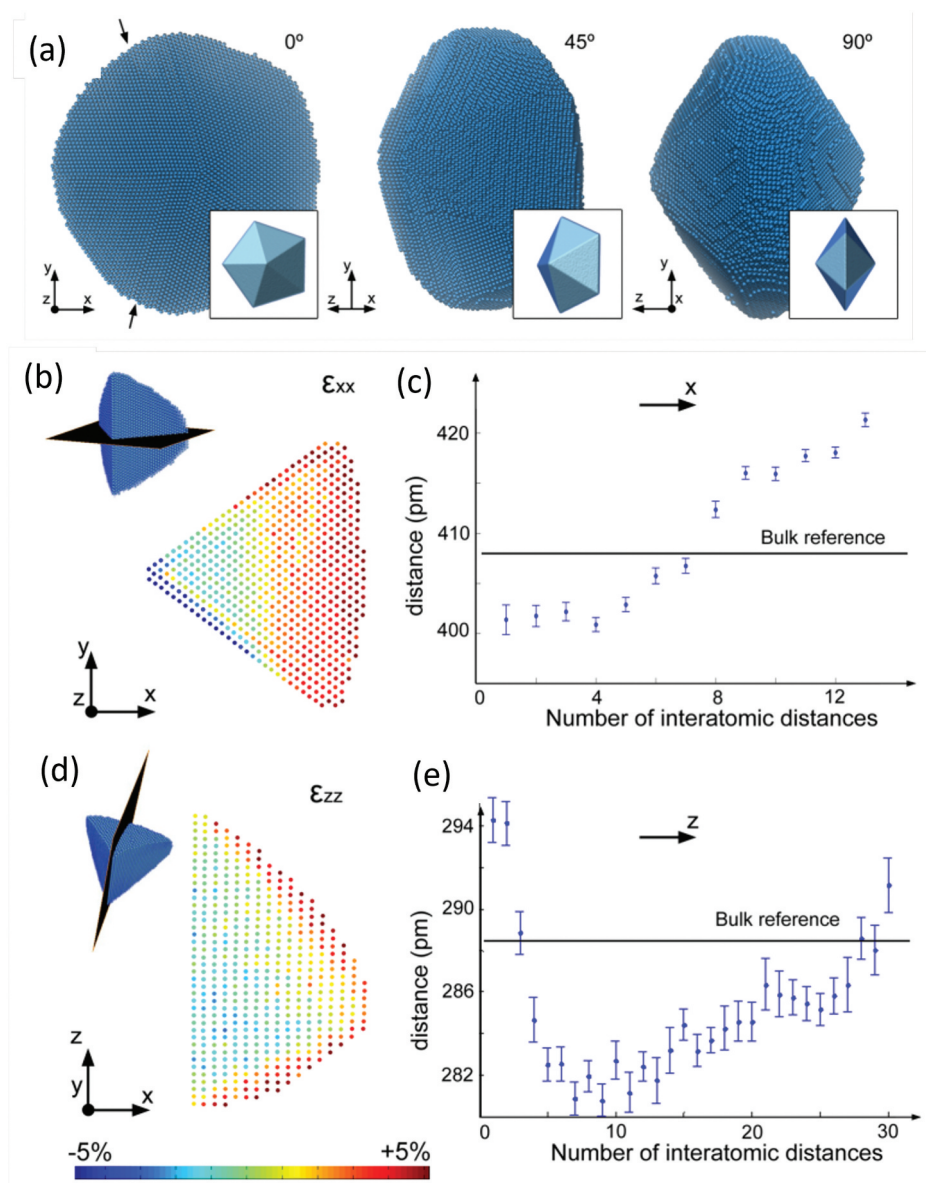 (a)
0º
45º
90º
y
z
x
y
z
x
y
z
x
(b)
εxx
y
z
x
(c)
x
420
410
400
distance (pm)
Bulk reference
0
4
8
12
Number of interatomic distances
(d)
εzz
z
y
x
-5%
+5%
(e)
z
294
290
286
282
distance (pm)
Bulk reference
0
10
20
30
Number of interatomic distances